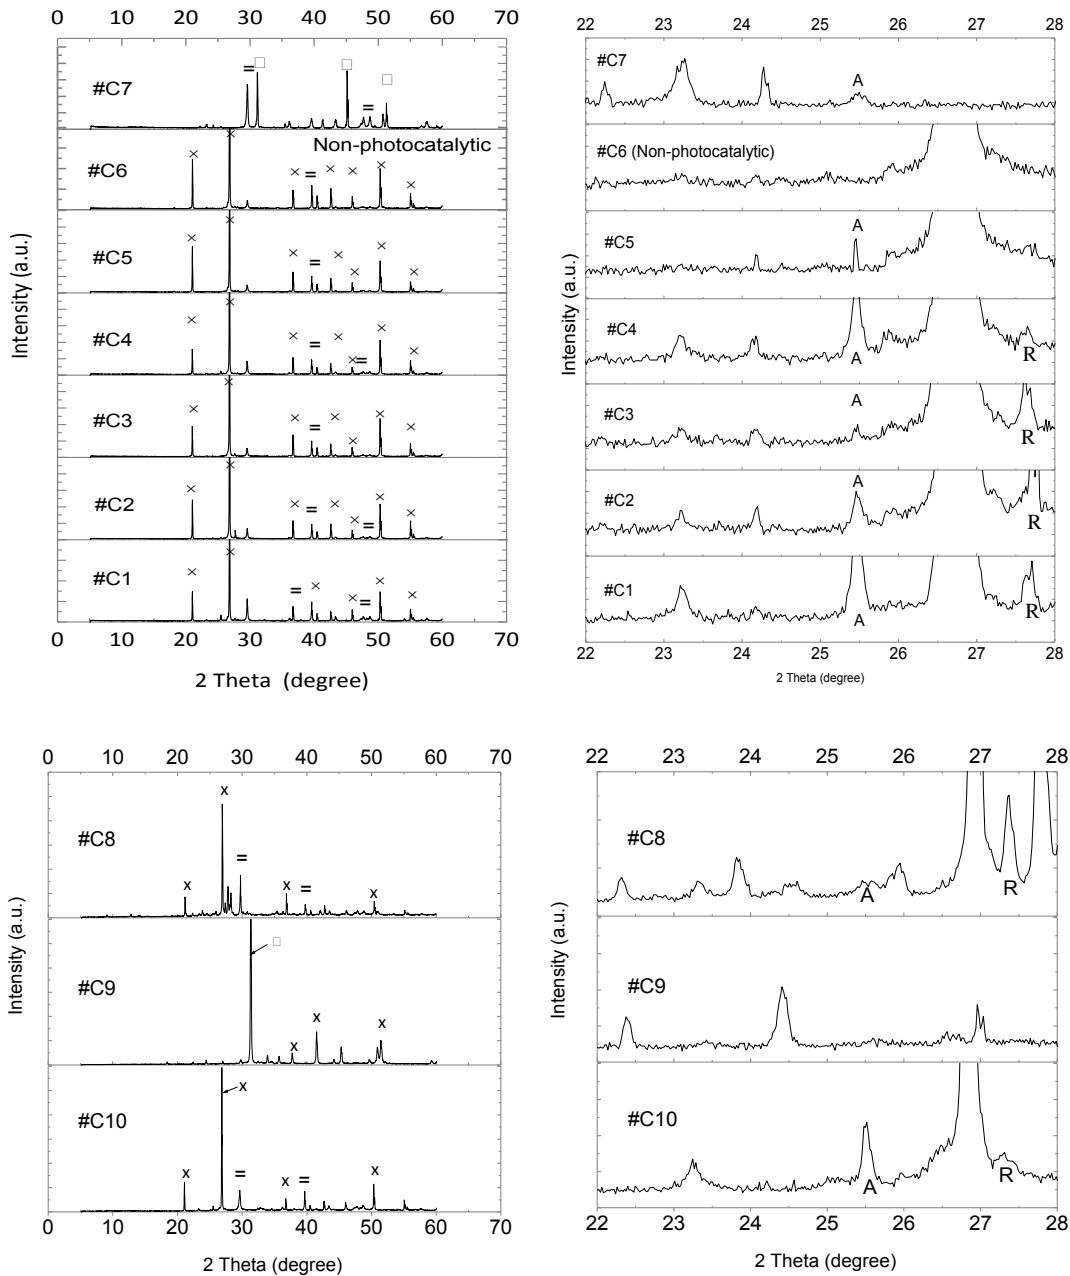 0 10 20 30 40 50 60 70
#C7
= □ □ = □
Non-photocatalytic
#C6
× × × = × × × ×
#C5
× × × = × × × ×
#C4
× × × = × × = × ×
#C3
× × × = × × × ×
#C2
× × × = × × = × ×
#C1
× × = × × = × ×
0 10 20 30 40 50 60 70
2 Theta (degree)
Intensity (a.u.)
22 23 24 25 26 27 28
#C7
A
#C6 (Non-photocatalytic)
#C5
A
#C4
A R
#C3
A R
#C2
A R
#C1
A R
22 23 24 25 26 27 28
2 Theta (degree)
Intensity (a.u.)
0 10 20 30 40 50 60 70
#C8
x x = x = x
#C9
□ x x x
#C10
x x = x = x
0 10 20 30 40 50 60 70
2 Theta (degree)
Intensity (a.u.)
22 23 24 25 26 27 28
#C8
A R
#C9
#C10
A R
22 23 24 25 26 27 28
2 Theta (degree)
Intensity (a.u.)